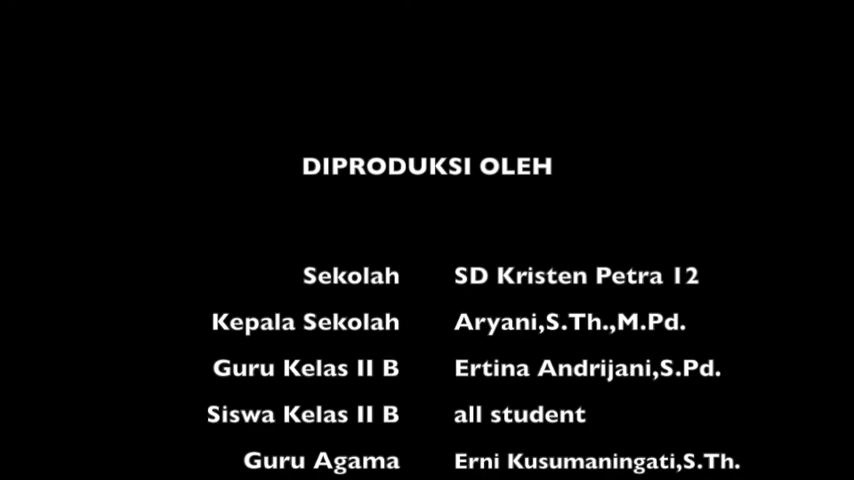 DIPRODUKSI OLEH
Sekolah SD Kristen Petra 12
Kepala Sekolah Aryani,S.Th.,M.Pd.
Guru Kelas II B Ertina Andrijani,S.Pd.
Siswa Kelas II B all student
Guru Agama Erni Kusumaningati,S.Th.